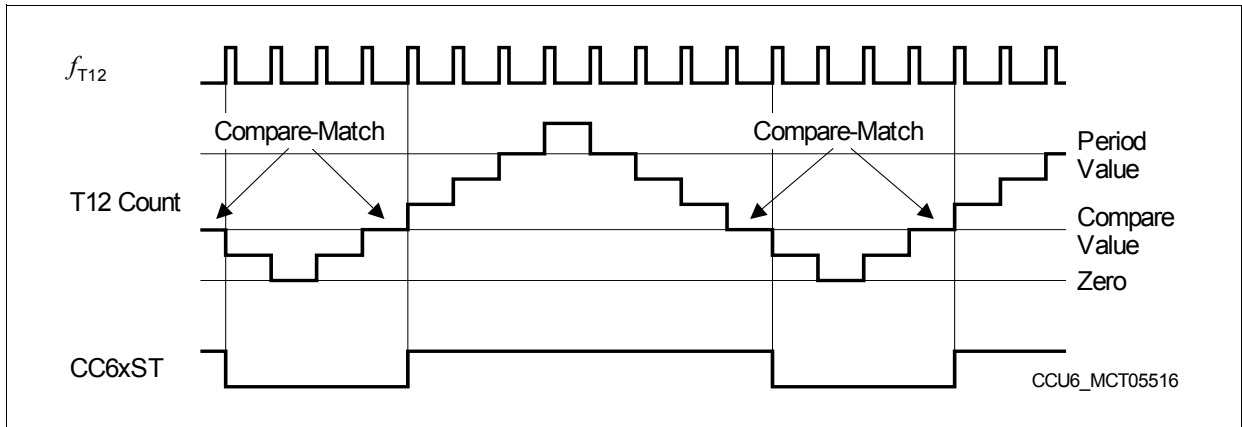 fT12
Compare-Match
Compare-Match
Period
Value
T12 Count
Compare
Value
Zero
CC6xST
CCU6_MCT05516